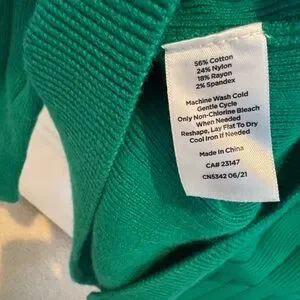 56% Cotton
24% Nylon
18% Rayon
2% Spandex
Machine Wash Cold
Gentle Cycle
Only Non-Chlorine Bleach
When Needed
Reshape, Lay Flat To Dry
Cool Iron If Needed
Made in China
CA# 23147
CN5342 06/21